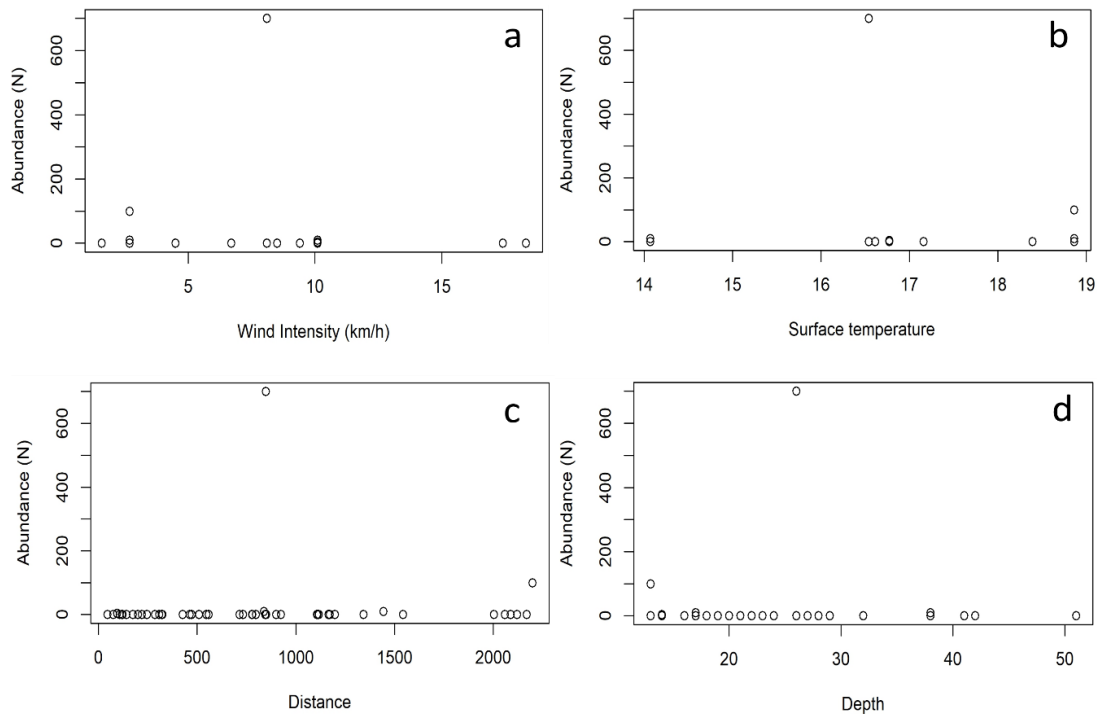 a
Abundance (N)
0 200 400 600
5 10 15
Wind Intensity (km/h)
b
Abundance (N)
0 200 400 600
14 15 16 17 18 19
Surface temperature
c
Abundance (N)
0 200 400 600
0 500 1000 1500 2000
Distance
d
Abundance (N)
0 200 400 600
20 30 40 50
Depth